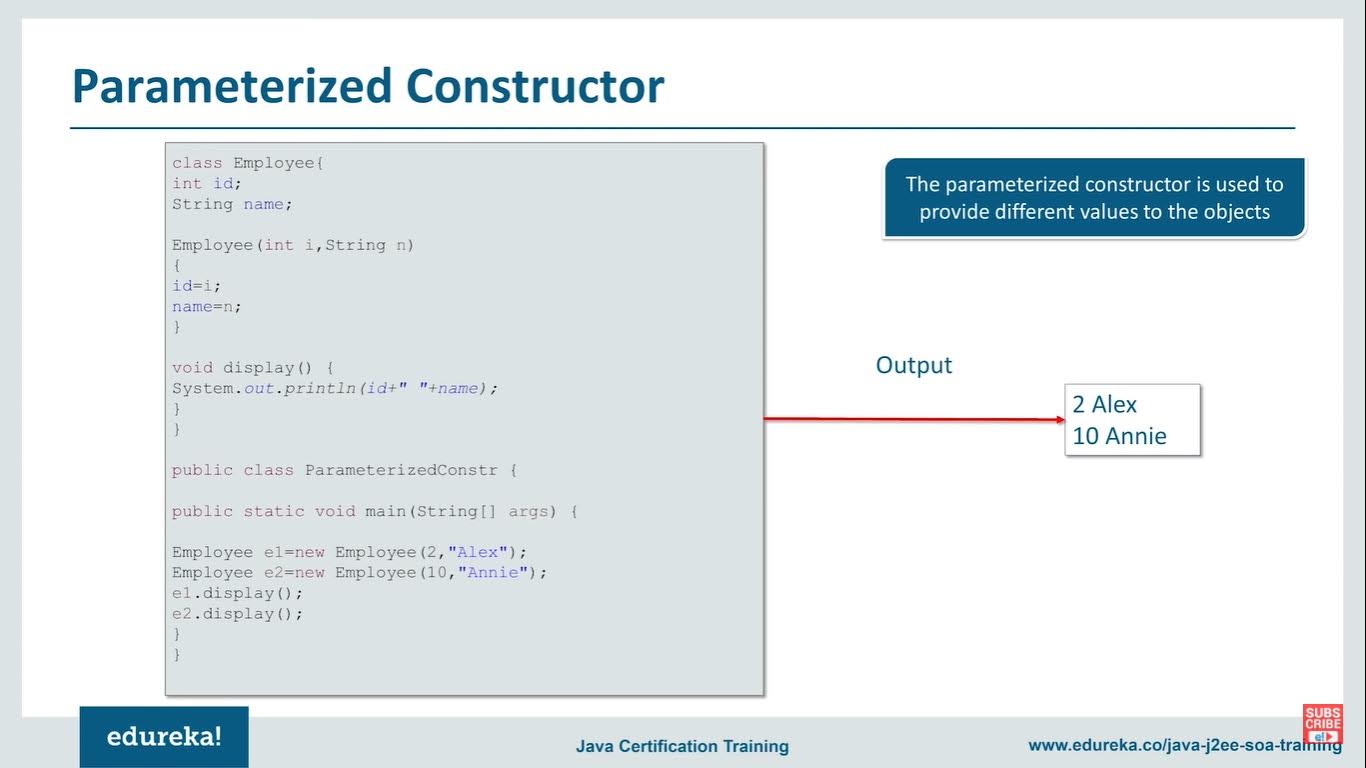 Parameterized Constructor
class Employee{
int id;
String name;
Employee(int i,String n)
{
id=i;
name=n;
}
void display() {
System.out.println(id+" "+name);
}
}
public class ParameterizedConstr {
public static void main(String[] args) {
Employee e1=new Employee(2,"Alex");
Employee e2=new Employee(10,"Annie");
e1.display();
e2.display();
}
}
The parameterized constructor is used to
provide different values to the objects
Output
2 Alex
10 Annie
edureka!
Java Certification Training
www.edureka.co/java-j2ee-soa-training
SUBS
CRIBE
e!